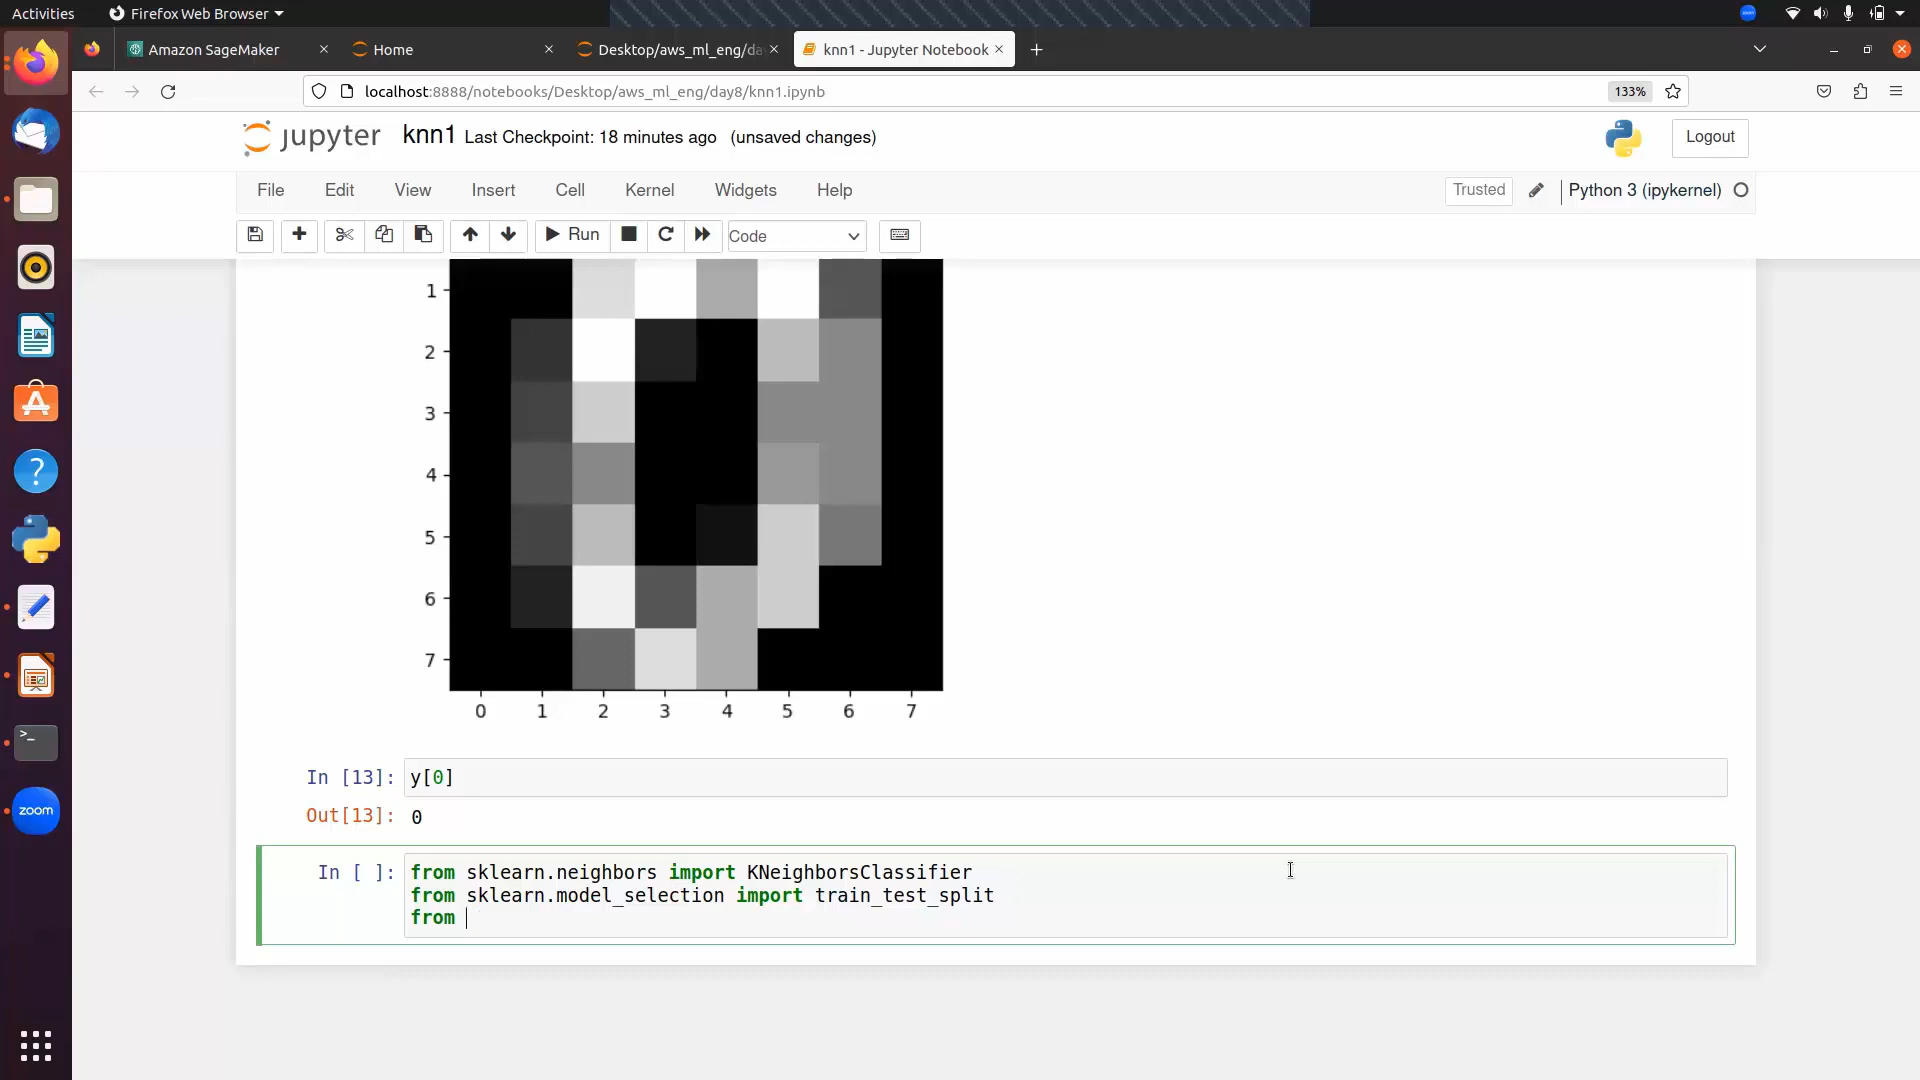 Activities
Firefox Web Browser
zoom
Amazon SageMaker
Home
Desktop/aws_ml_eng/da
knn1 - Jupyter Notebook
localhost:8888/notebooks/Desktop/aws_ml_eng/day8/knn1.ipynb
133%
jupyter knn1 Last Checkpoint: 18 minutes ago (unsaved changes)
Logout
File Edit View Insert Cell Kernel Widgets Help
Trusted
Python 3 (ipykernel)
Run
Code
1
2
3
4
5
6
7
0 1 2 3 4 5 6 7
In [13]: y[0]
Out[13]: 0
In [ ]: from sklearn.neighbors import KNeighborsClassifier
from sklearn.model_selection import train_test_split
from
zoom